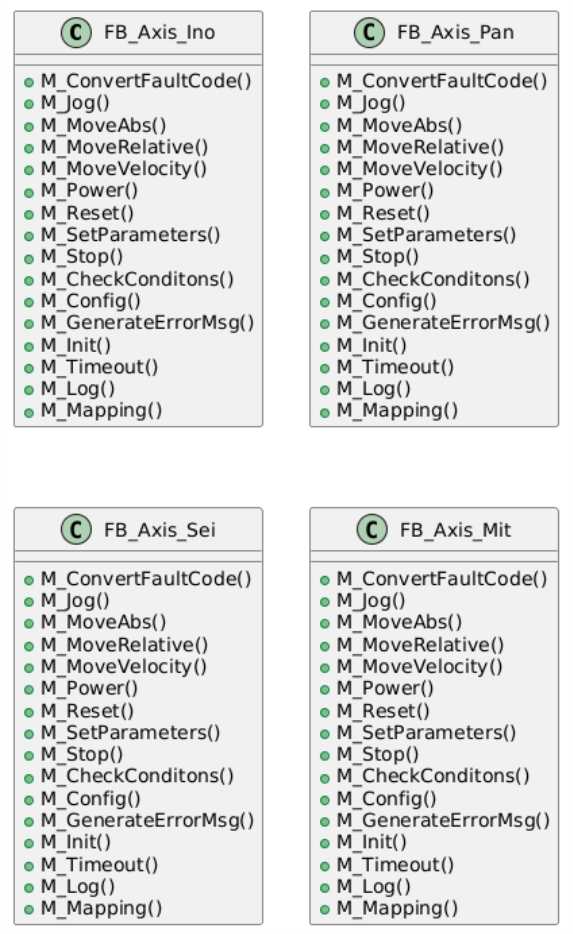 C FB_Axis_Ino
M_ConvertFaultCode()
M_Jog()
M_MoveAbs()
M_MoveRelative()
M_MoveVelocity()
M_Power()
M_Reset()
M_SetParameters()
M_Stop()
M_CheckConditons()
M_Config()
M_GenerateErrorMsg()
M_Init()
M_Timeout()
M_Log()
M_Mapping()
C FB_Axis_Pan
M_ConvertFaultCode()
M_Jog()
M_MoveAbs()
M_MoveRelative()
M_MoveVelocity()
M_Power()
M_Reset()
M_SetParameters()
M_Stop()
M_CheckConditons()
M_Config()
M_GenerateErrorMsg()
M_Init()
M_Timeout()
M_Log()
M_Mapping()
C FB_Axis_Sei
M_ConvertFaultCode()
M_Jog()
M_MoveAbs()
M_MoveRelative()
M_MoveVelocity()
M_Power()
M_Reset()
M_SetParameters()
M_Stop()
M_CheckConditons()
M_Config()
M_GenerateErrorMsg()
M_Init()
M_Timeout()
M_Log()
M_Mapping()
C FB_Axis_Mit
M_ConvertFaultCode()
M_Jog()
M_MoveAbs()
M_MoveRelative()
M_MoveVelocity()
M_Power()
M_Reset()
M_SetParameters()
M_Stop()
M_CheckConditons()
M_Config()
M_GenerateErrorMsg()
M_Init()
M_Timeout()
M_Log()
M_Mapping()